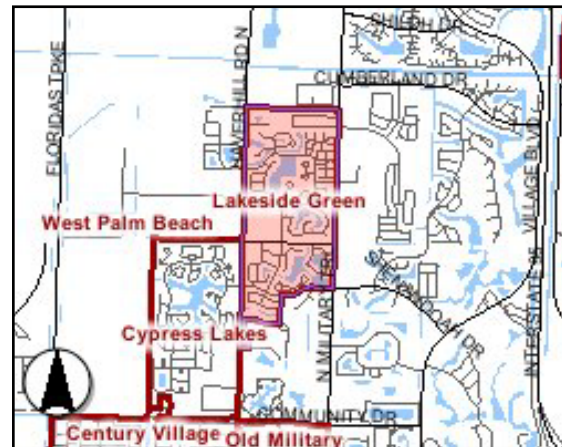 SHILOH DR
CUMBERLAND DR
FLORIDAS TPKE
HAVERHILL RD N
VILLAGE BLVD
Lakeside Green
West Palm Beach
SHENANDOAH DR
INTERSTATE 95
N MILITARY TRL
Cypress Lakes
COMMUNITY DR
Century Village
Old Military